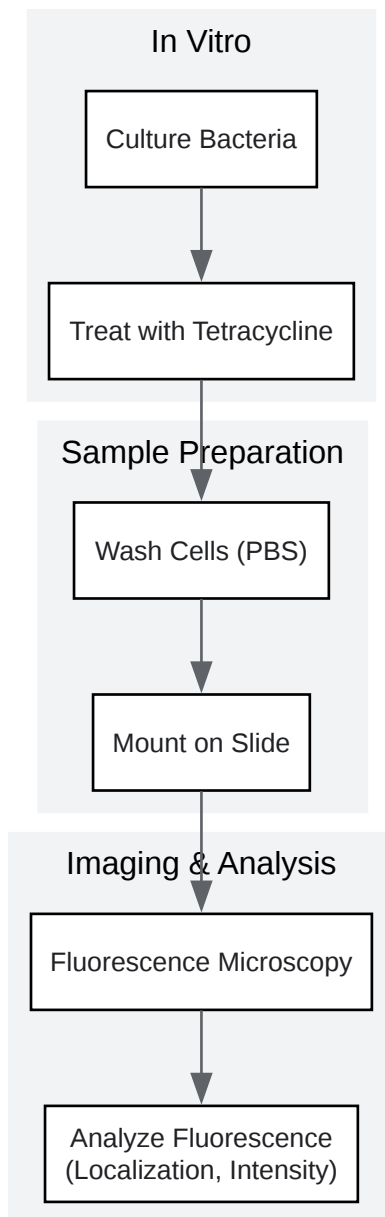 In Vitro
Culture Bacteria
Treat with Tetracycline
Sample Preparation
Wash Cells (PBS)
Mount on Slide
Imaging & Analysis
Fluorescence Microscopy
Analyze Fluorescence
(Localization, Intensity)